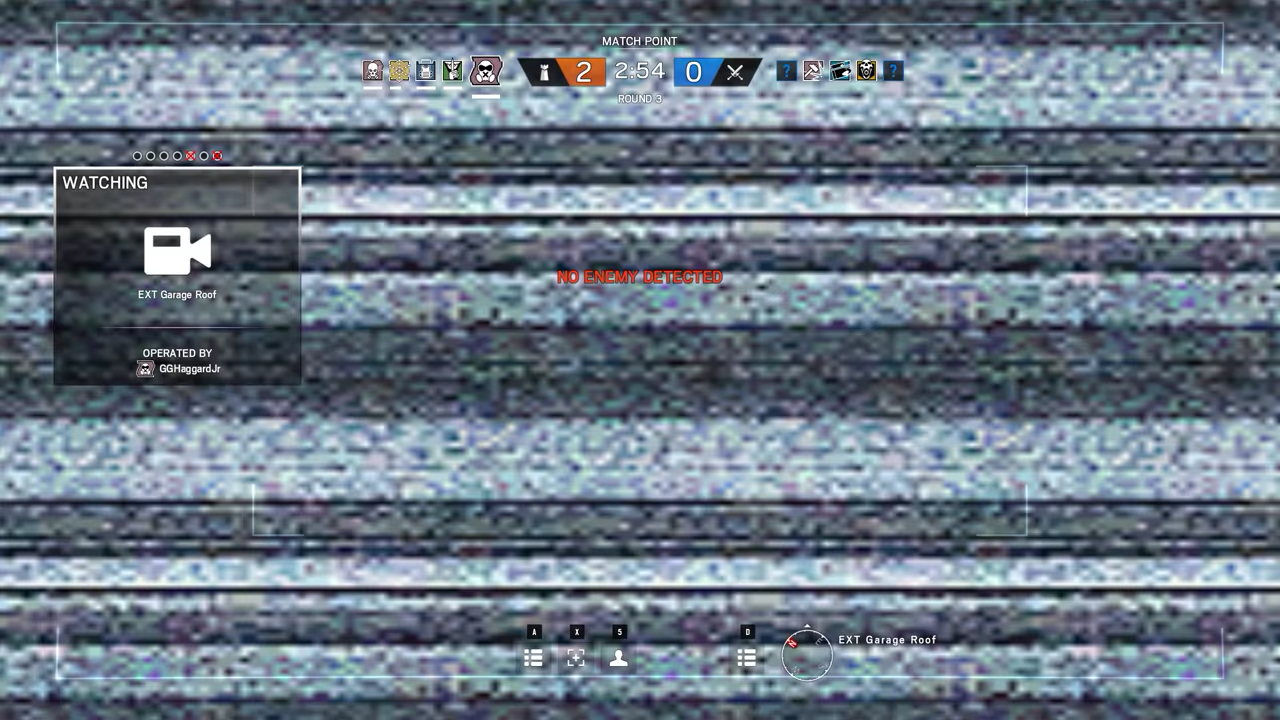 MATCH POINT
2 2:54 0
? ?
ROUND 3
WATCHING
EXT Garage Roof
OPERATED BY
GGHaggardJr
NO ENEMY DETECTED
A X 5 D
N
EXT Garage Roof